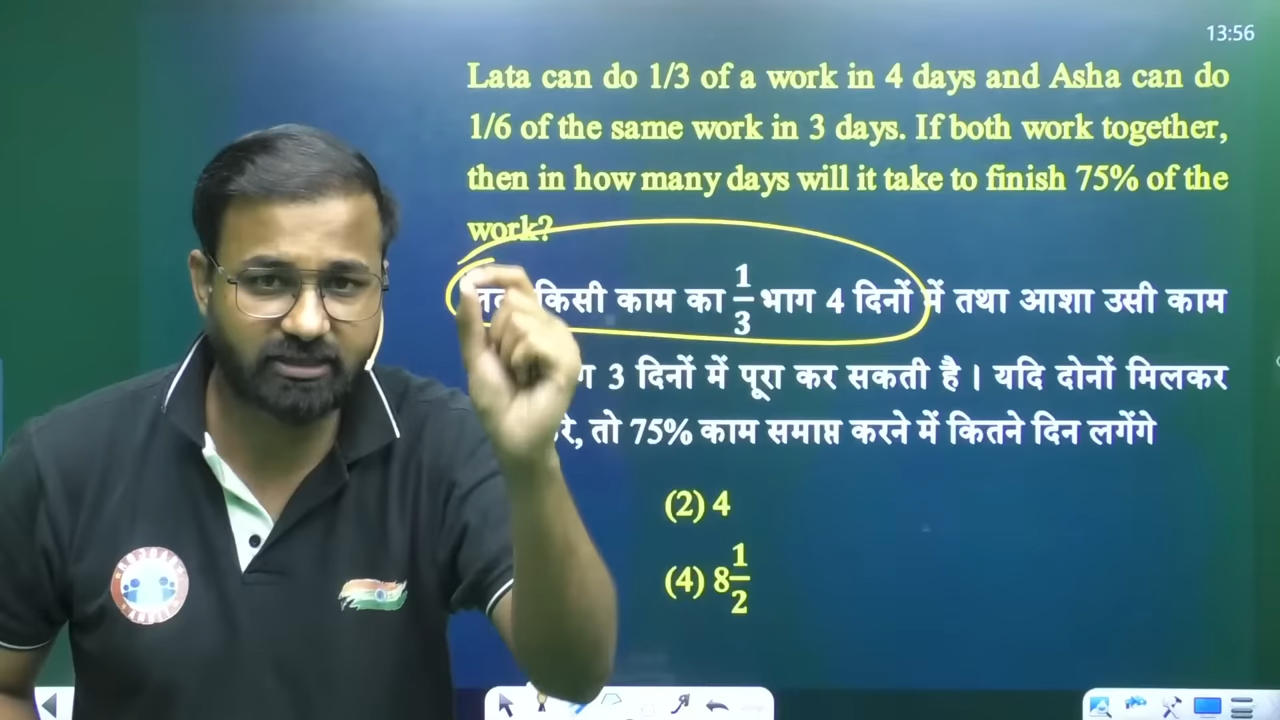 13:56
Lata can do 1/3 of a work in 4 days and Asha can do
1/6 of the same work in 3 days. If both work together,
then in how many days will it take to finish 75% of the
work?
किसी काम का 1/3 भाग 4 दिनों में तथा आशा उसी काम
3 दिनों में पूरा कर सकती है। यदि दोनों मिलकर
तो 75% काम समाप्त करने में कितने दिन लगेंगे
(2) 4
(4) 8 1/2